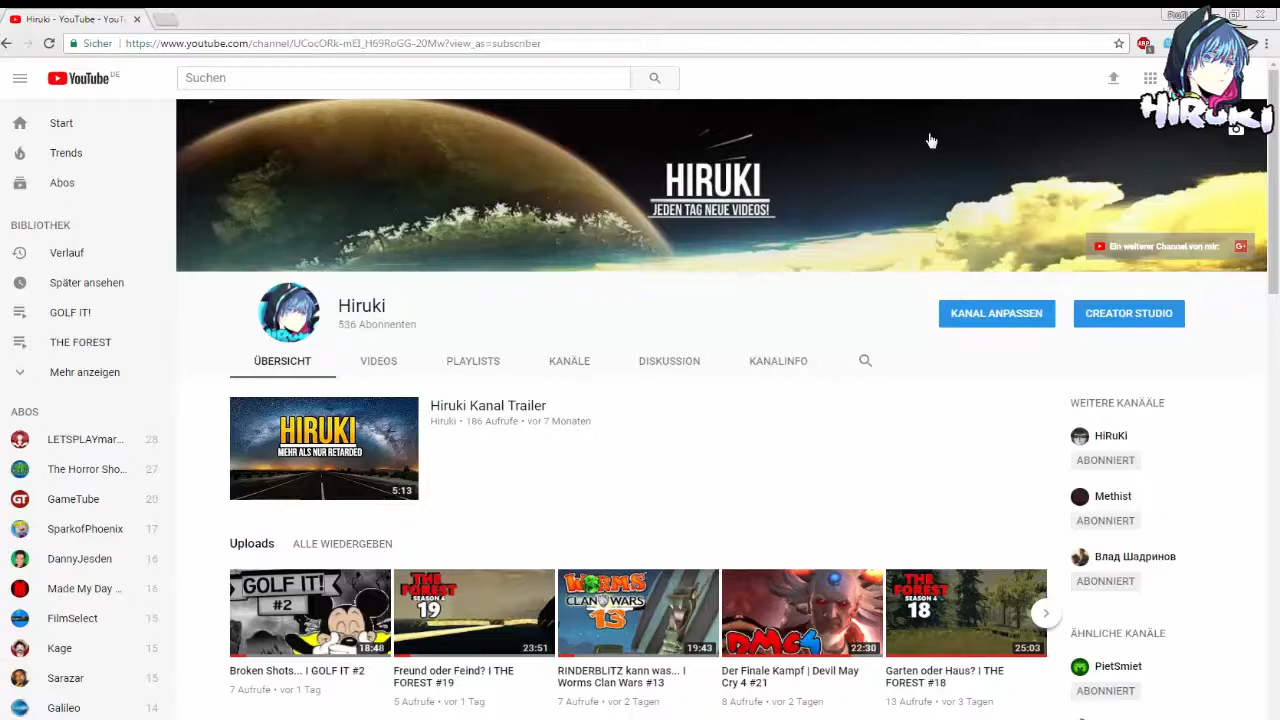 Hiruki - YouTube - YouT
Sicher
https://www.youtube.com/channel/UCocORk-mEI_H69RoGG-20Mw?view_as=subscriber
YouTube DE
Suchen
HIRUKI
Start
Trends
Abos
BIBLIOTHEK
Verlauf
Später ansehen
GOLF IT!
THE FOREST
Mehr anzeigen
ABOS
LETSPLAYmar... 28
The Horror Sho... 27
GameTube 20
SparkofPhoenix 17
DannyJesden 16
Made My Day ... 16
FilmSelect 15
Kage 15
Sarazar 15
Galileo 14
HIRUKI
JEDEN TAG NEUE VIDEOS!
Ein weiterer Channel von mir:
G+
Hiruki
536 Abonnenten
KANAL ANPASSEN
CREATOR STUDIO
ÜBERSICHT
VIDEOS
PLAYLISTS
KANÄLE
DISKUSSION
KANALINFO
HIRUKI
MEHR ALS NUR RETARDED
5:13
Hiruki Kanal Trailer
Hiruki • 186 Aufrufe • vor 7 Monaten
Uploads
ALLE WIEDERGEBEN
GOLF IT!
#2
18:48
Broken Shots... I GOLF IT #2
7 Aufrufe • vor 1 Tag
THE FOREST
SEASON 4
19
23:51
Freund oder Feind? I THE
FOREST #19
5 Aufrufe • vor 1 Tag
WORMS
CLAN WARS
13
19:43
RINDERBLITZ kann was... I
Worms Clan Wars #13
7 Aufrufe • vor 2 Tagen
DMC4
22:30
Der Finale Kampf | Devil May
Cry 4 #21
8 Aufrufe • vor 2 Tagen
THE FOREST
SEASON 4
18
25:03
Garten oder Haus? I THE
FOREST #18
13 Aufrufe • vor 3 Tagen
WEITERE KANÄÄLE
HiRuKi
ABONNIERT
Methist
ABONNIERT
Влад Шадринов
ABONNIERT
ÄHNLICHE KANÄLE
PietSmiet
ABONNIERT